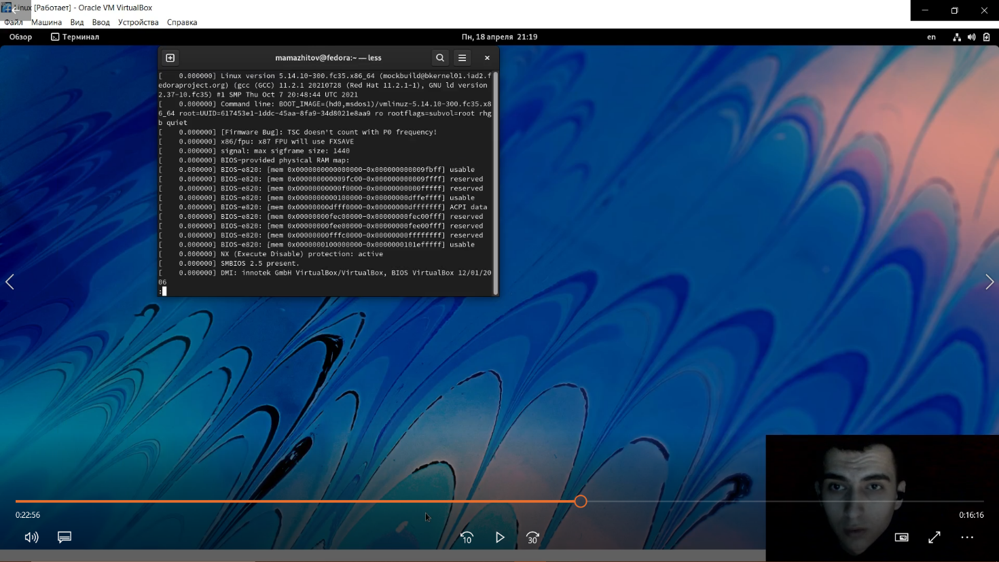 Linux [Работает] - Oracle VM VirtualBox
Файл Машина Вид Ввод Устройства Справка
Обзор Терминал Пн, 18 апреля 21:19 en
mamazhitov@fedora:~ — less
[    0.000000] Linux version 5.14.10-300.fc35.x86_64 (mockbuild@bkernel01.iad2.f
edoraproject.org) (gcc (GCC) 11.2.1 20210728 (Red Hat 11.2.1-1), GNU ld version
2.37-10.fc35) #1 SMP Thu Oct 7 20:48:44 UTC 2021
[    0.000000] Command line: BOOT_IMAGE=(hd0,msdos1)/vmlinuz-5.14.10-300.fc35.x8
6_64 root=UUID=617453e1-1ddc-45aa-8fa9-34d8021e8aa9 ro rootflags=subvol=root rhg
b quiet
[    0.000000] [Firmware Bug]: TSC doesn't count with P0 frequency!
[    0.000000] x86/fpu: x87 FPU will use FXSAVE
[    0.000000] signal: max sigframe size: 1440
[    0.000000] BIOS-provided physical RAM map:
[    0.000000] BIOS-e820: [mem 0x0000000000000000-0x000000000009fbff] usable
[    0.000000] BIOS-e820: [mem 0x000000000009fc00-0x000000000009ffff] reserved
[    0.000000] BIOS-e820: [mem 0x00000000000f0000-0x00000000000fffff] reserved
[    0.000000] BIOS-e820: [mem 0x0000000000100000-0x00000000dffeffff] usable
[    0.000000] BIOS-e820: [mem 0x00000000dfff0000-0x00000000dfffffff] ACPI data
[    0.000000] BIOS-e820: [mem 0x00000000fec00000-0x00000000fec00fff] reserved
[    0.000000] BIOS-e820: [mem 0x00000000fee00000-0x00000000fee00fff] reserved
[    0.000000] BIOS-e820: [mem 0x00000000fffc0000-0x00000000ffffffff] reserved
[    0.000000] BIOS-e820: [mem 0x0000000100000000-0x0000000101efffff] usable
[    0.000000] NX (Execute Disable) protection: active
[    0.000000] SMBIOS 2.5 present.
[    0.000000] DMI: innotek GmbH VirtualBox/VirtualBox, BIOS VirtualBox 12/01/20
06
:
0:22:56 0:16:16
10 30